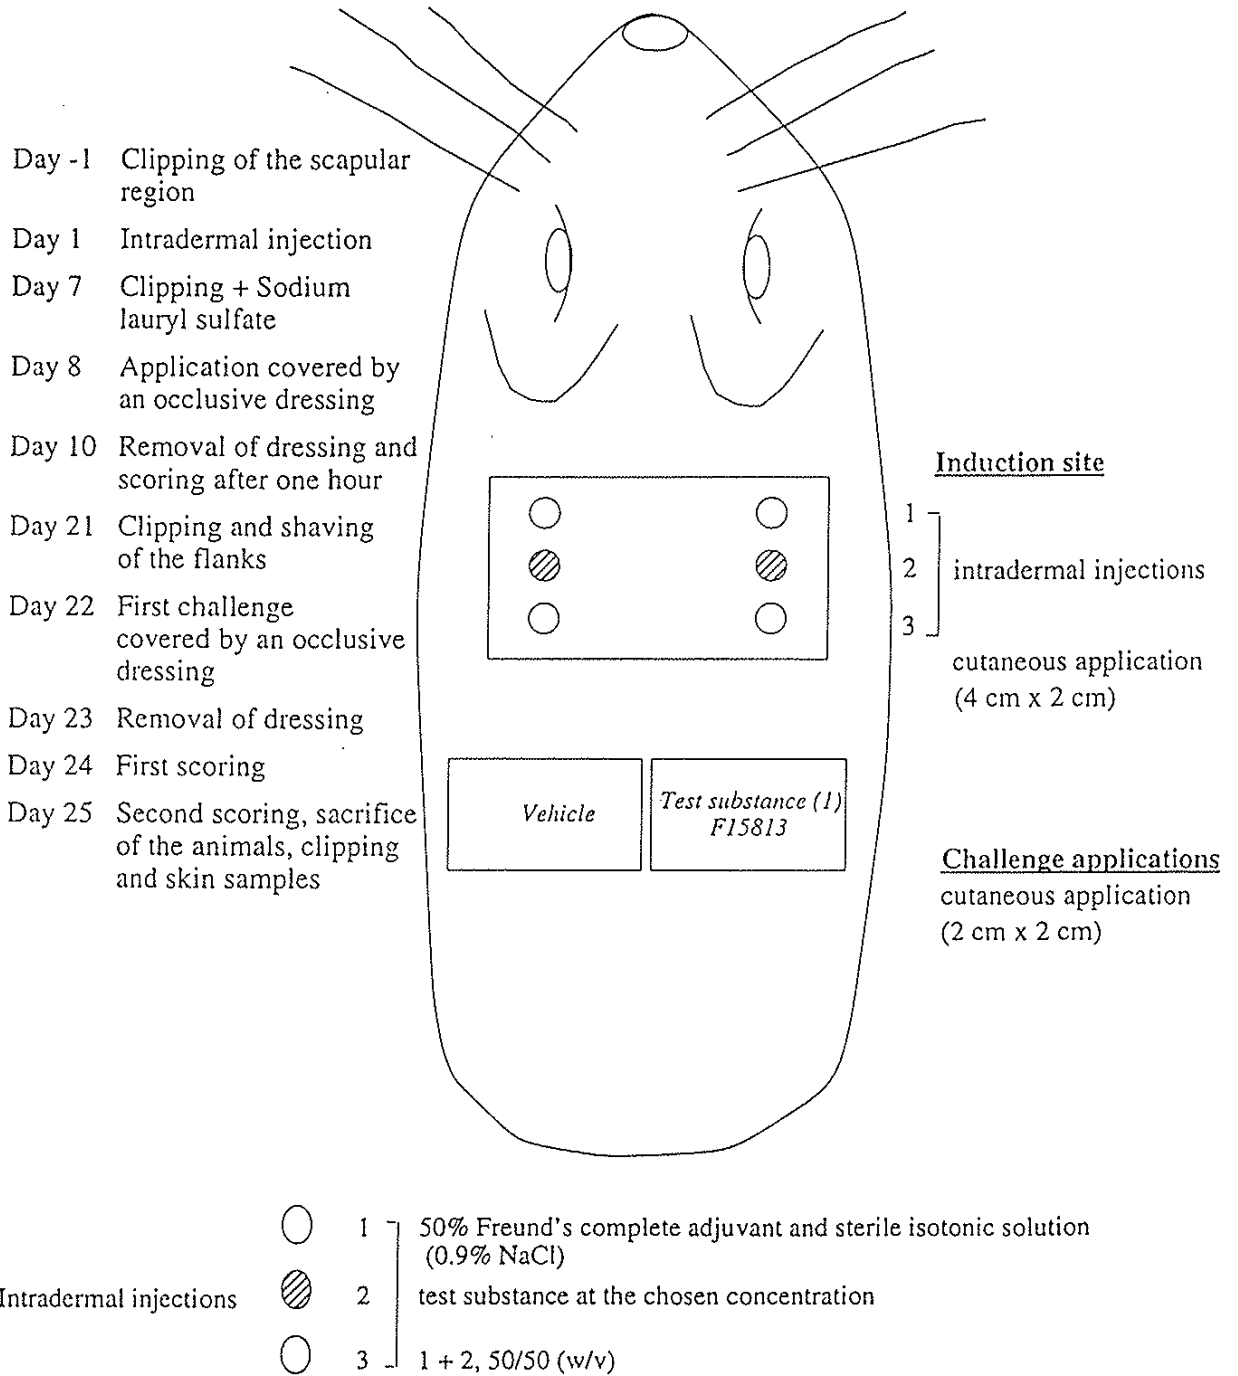 Day -1 Clipping of the scapular
region
Day 1 Intradermal injection
Day 7 Clipping + Sodium
lauryl sulfate
Day 8 Application covered by
an occlusive dressing
Day 10 Removal of dressing and
scoring after one hour
Day 21 Clipping and shaving
of the flanks
Day 22 First challenge
covered by an occlusive
dressing
Day 23 Removal of dressing
Day 24 First scoring
Day 25 Second scoring, sacrifice
of the animals, clipping
and skin samples
Induction site
1
2 intradermal injections
3
cutaneous application
(4 cm x 2 cm)
Vehicle
Test substance (1)
F15813
Challenge applications
cutaneous application
(2 cm x 2 cm)
Intradermal injections
1 50% Freund's complete adjuvant and sterile isotonic solution
(0.9% NaCl)
2 test substance at the chosen concentration
3 1 + 2, 50/50 (w/v)